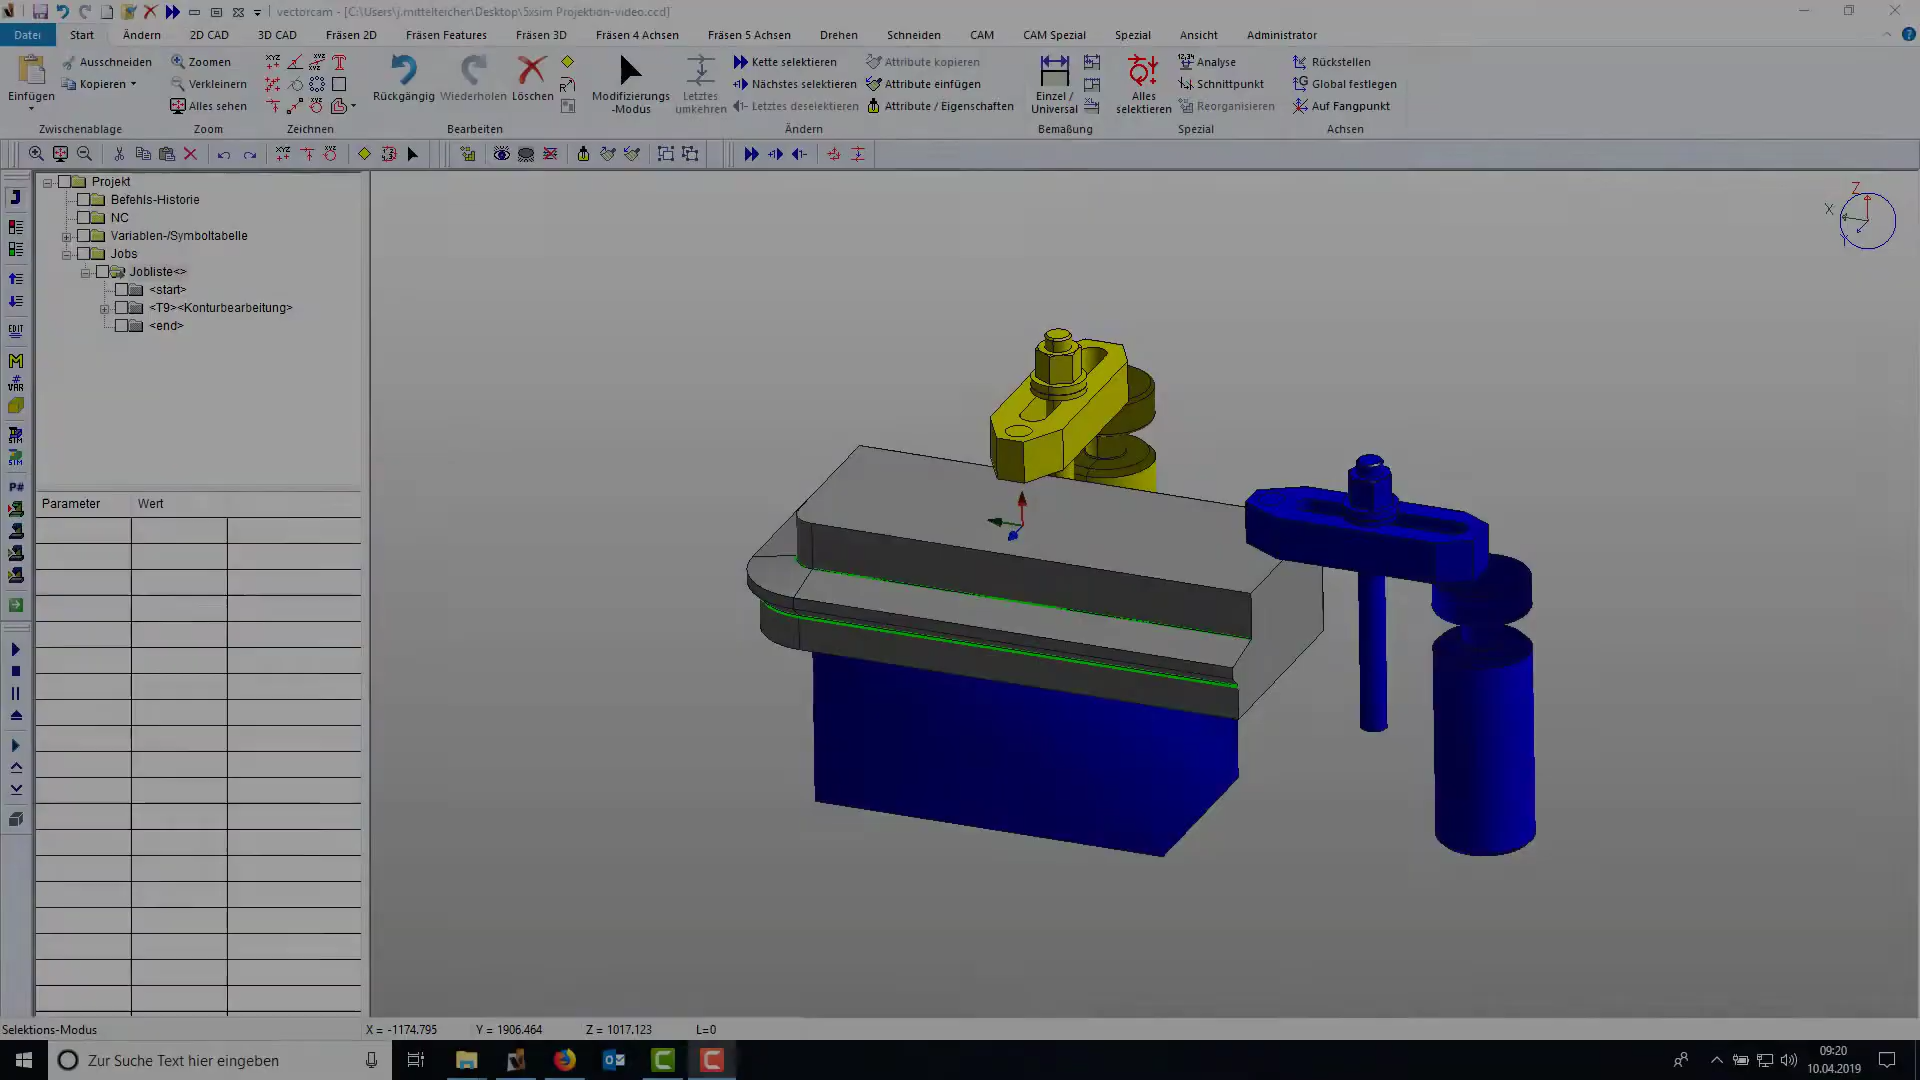 vectorcam - [C:\Users\j.mittelteicher\Desktop\5xsim Projektion-video.ccd]
Datei Start Ändern 2D CAD 3D CAD Fräsen 2D Fräsen Features Fräsen 3D Fräsen 4 Achsen Fräsen 5 Achsen Drehen Schneiden CAM CAM Spezial Spezial Ansicht Administrator
Einfügen
Ausschneiden
Kopieren
Zwischenablage
Zoomen
Verkleinern
Alles sehen
Zoom
Zeichnen
Rückgängig
Wiederholen
Löschen
Bearbeiten
Modifizierungs
-Modus
Letztes
umkehren
Kette selektieren
Nächstes selektieren
Letztes deselektieren
Attribute kopieren
Attribute einfügen
Attribute / Eigenschaften
Ändern
Einzel /
Universal
Bemaßung
Alles
selektieren
Analyse
Schnittpunkt
Reorganisieren
Spezial
Rückstellen
Global festlegen
Auf Fangpunkt
Achsen
Projekt
Befehls-Historie
NC
Variablen-/Symboltabelle
Jobs
Jobliste<>
<start>
<T9><Konturbearbeitung>
<end>
EDIT
M
#
VAR
SIM
SIM
P#
Parameter Wert
Z
X
Y
Selektions-Modus X = -1174.795 Y = 1906.464 Z = 1017.123 L=0
Zur Suche Text hier eingeben
09:20
10.04.2019